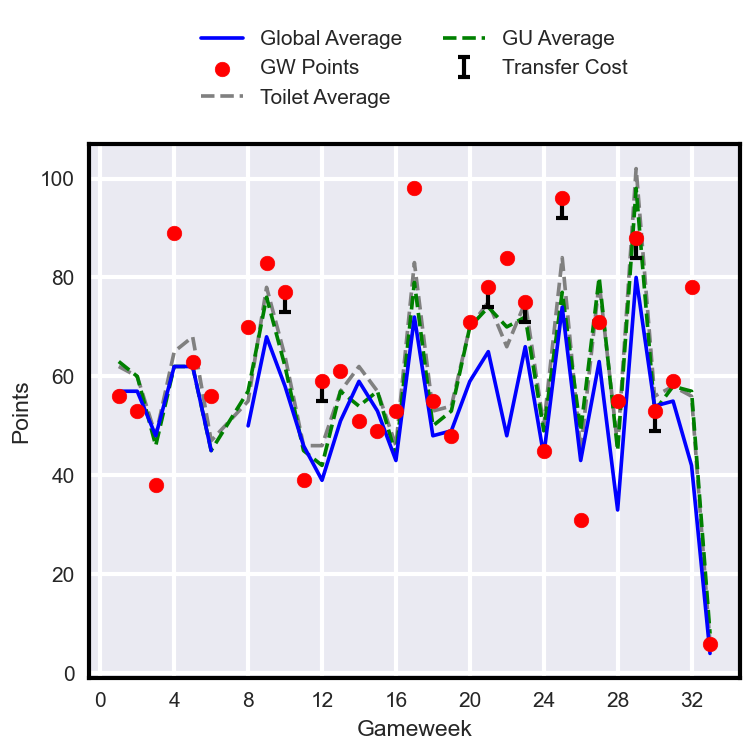 Global Average
GW Points
Toilet Average
GU Average
Transfer Cost
Points
100
80
60
40
20
0
0 4 8 12 16 20 24 28 32
Gameweek